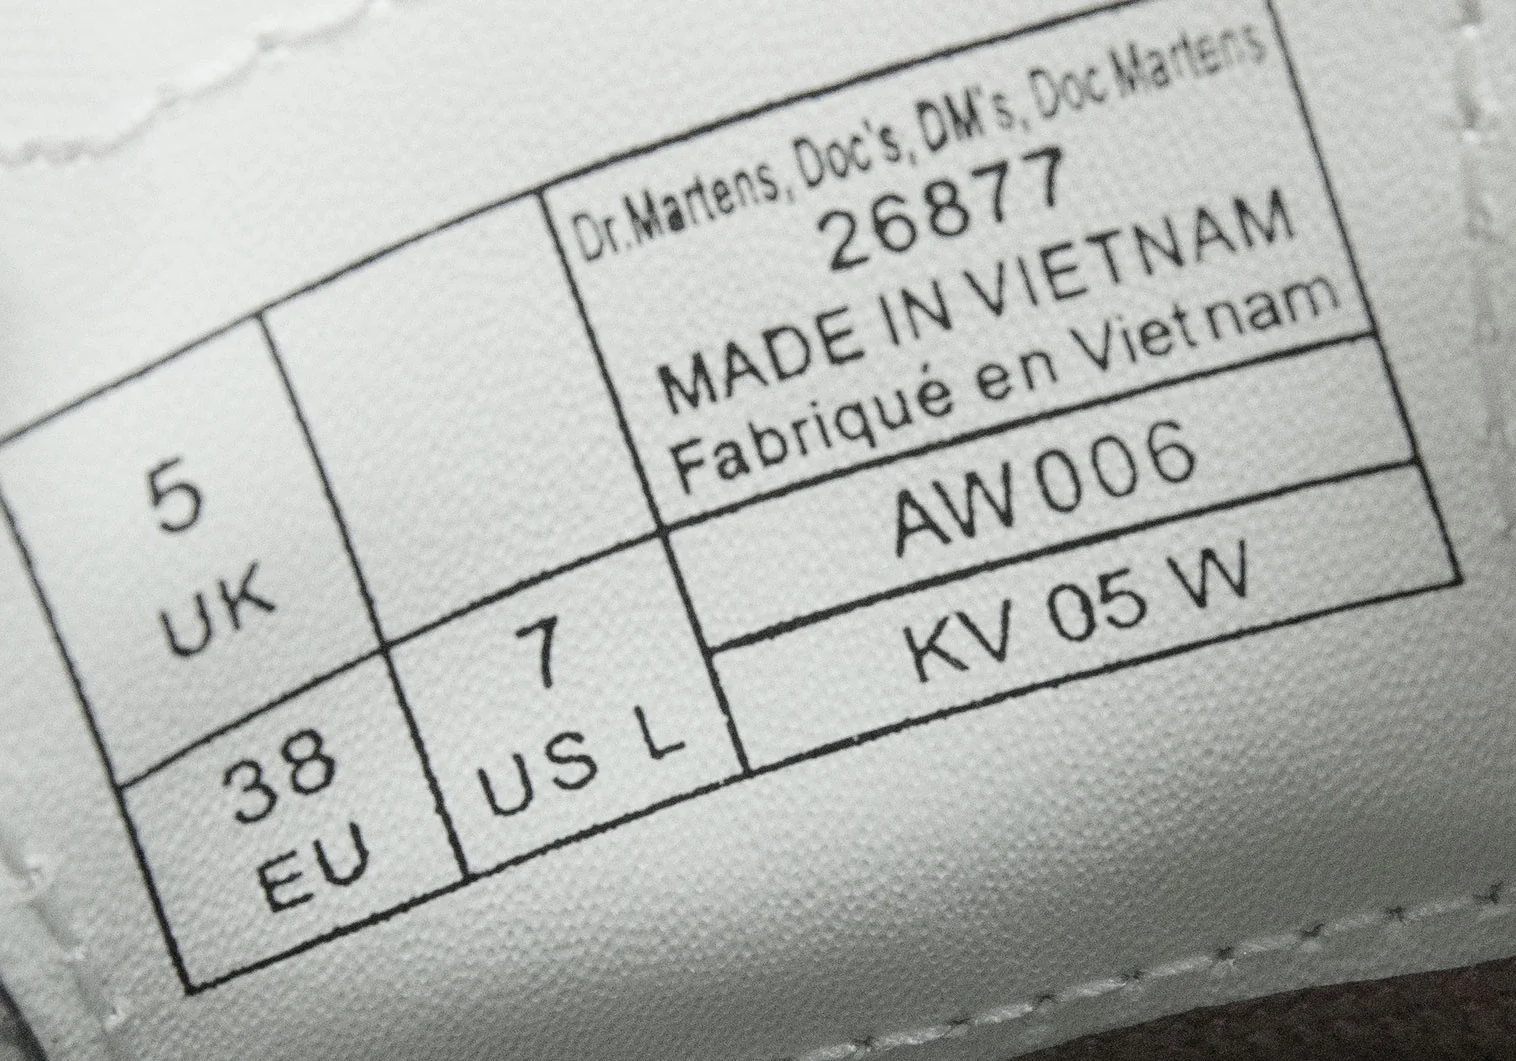 Dr.Martens, Doc's, DM's, Doc Martens
26877
MADE IN VIETNAM
Fabriqué en Vietnam
5
UK
AW006
KV 05 W
7
US L
38
EU